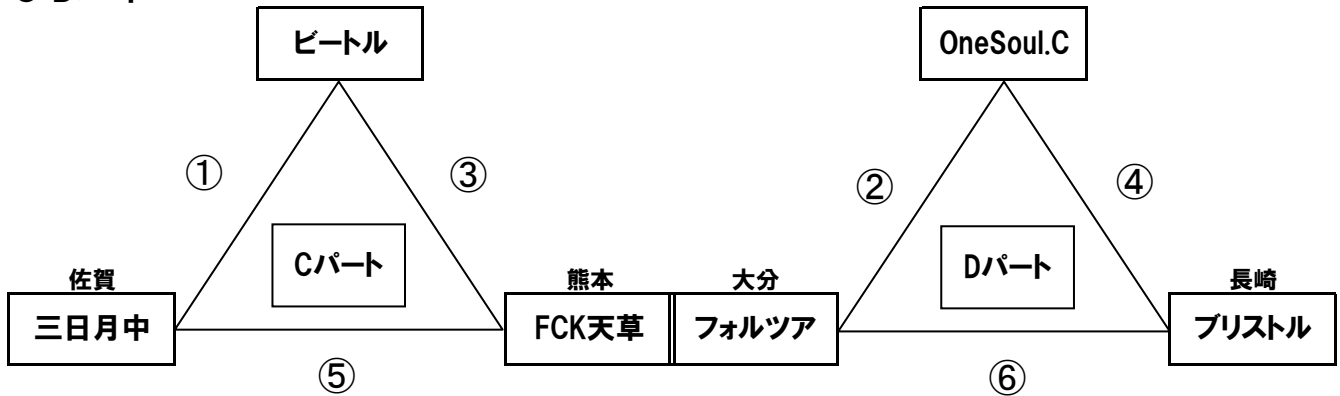 ビートル
OneSoul.C
①
③
②
④
Cパート
Dパート
佐賀
熊本
大分
長崎
三日月中
FCK天草
フォルツア
ブリストル
⑤
⑥